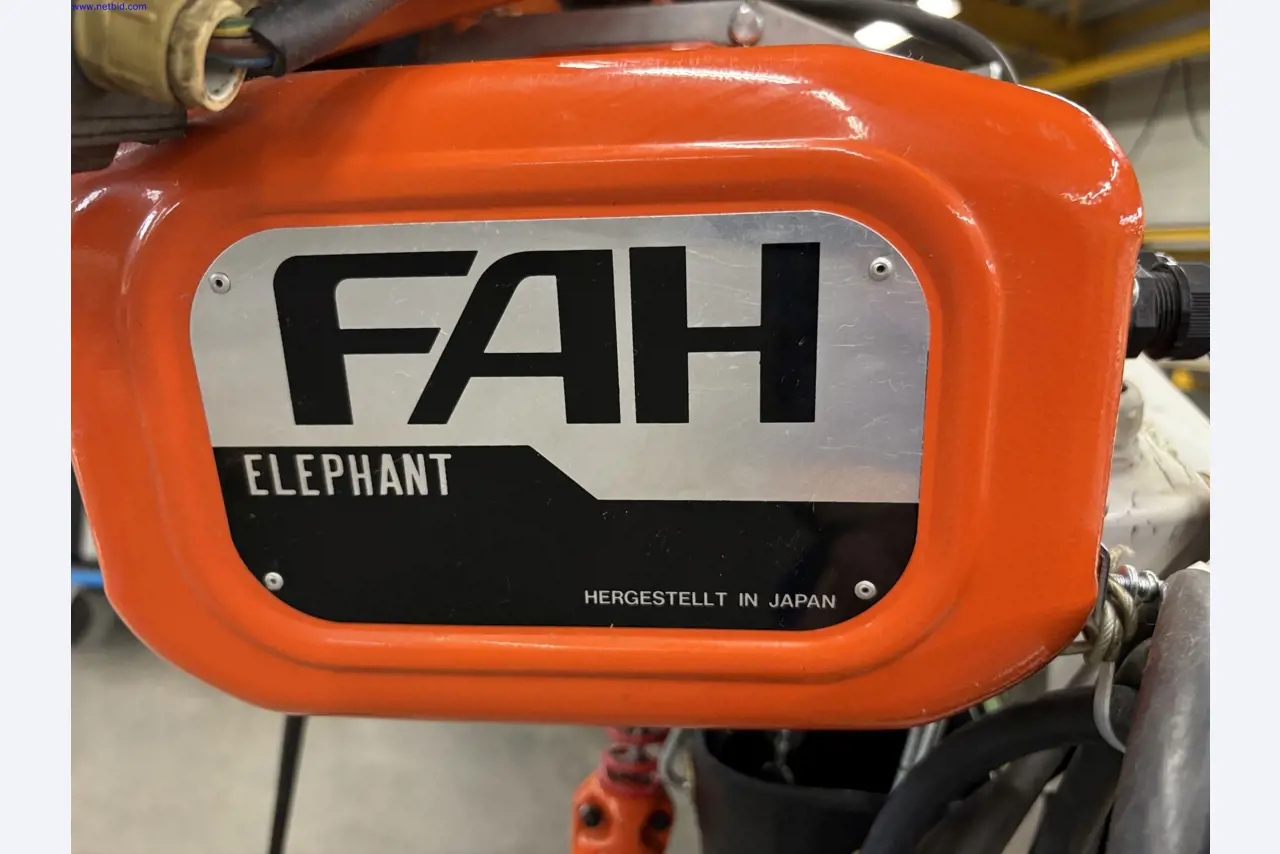 www.netbid.com
FAH
ELEPHANT
HERGESTELLT IN JAPAN